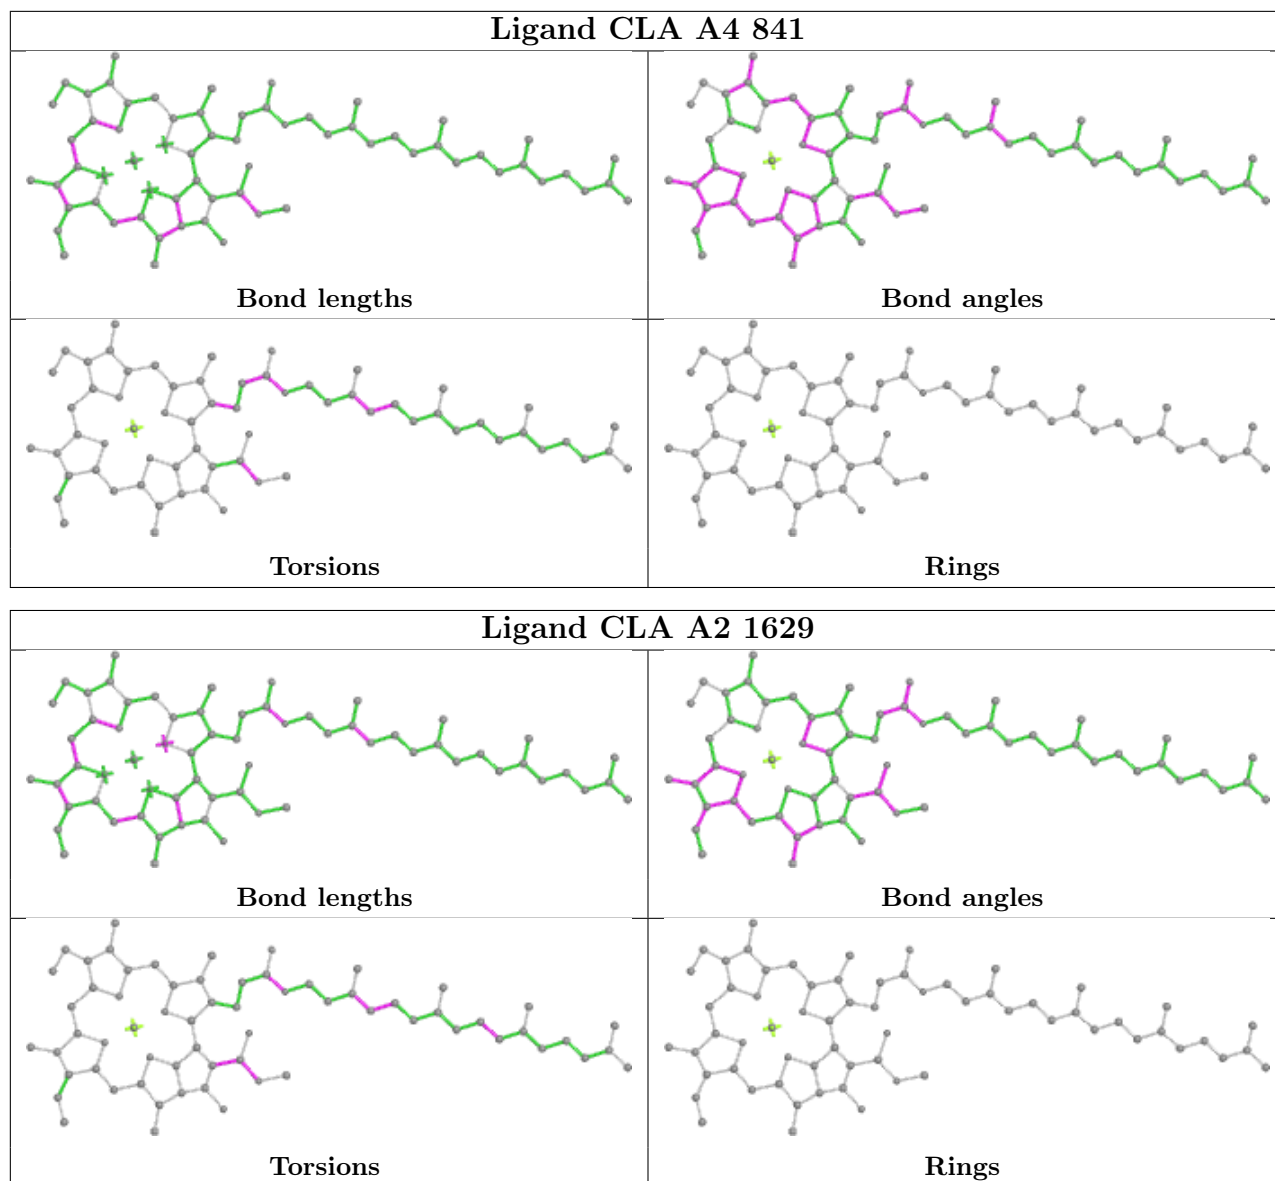 Ligand CLA A4 841
Bond lengths
Bond angles
Torsions
Rings
Ligand CLA A2 1629
Bond lengths
Bond angles
Torsions
Rings